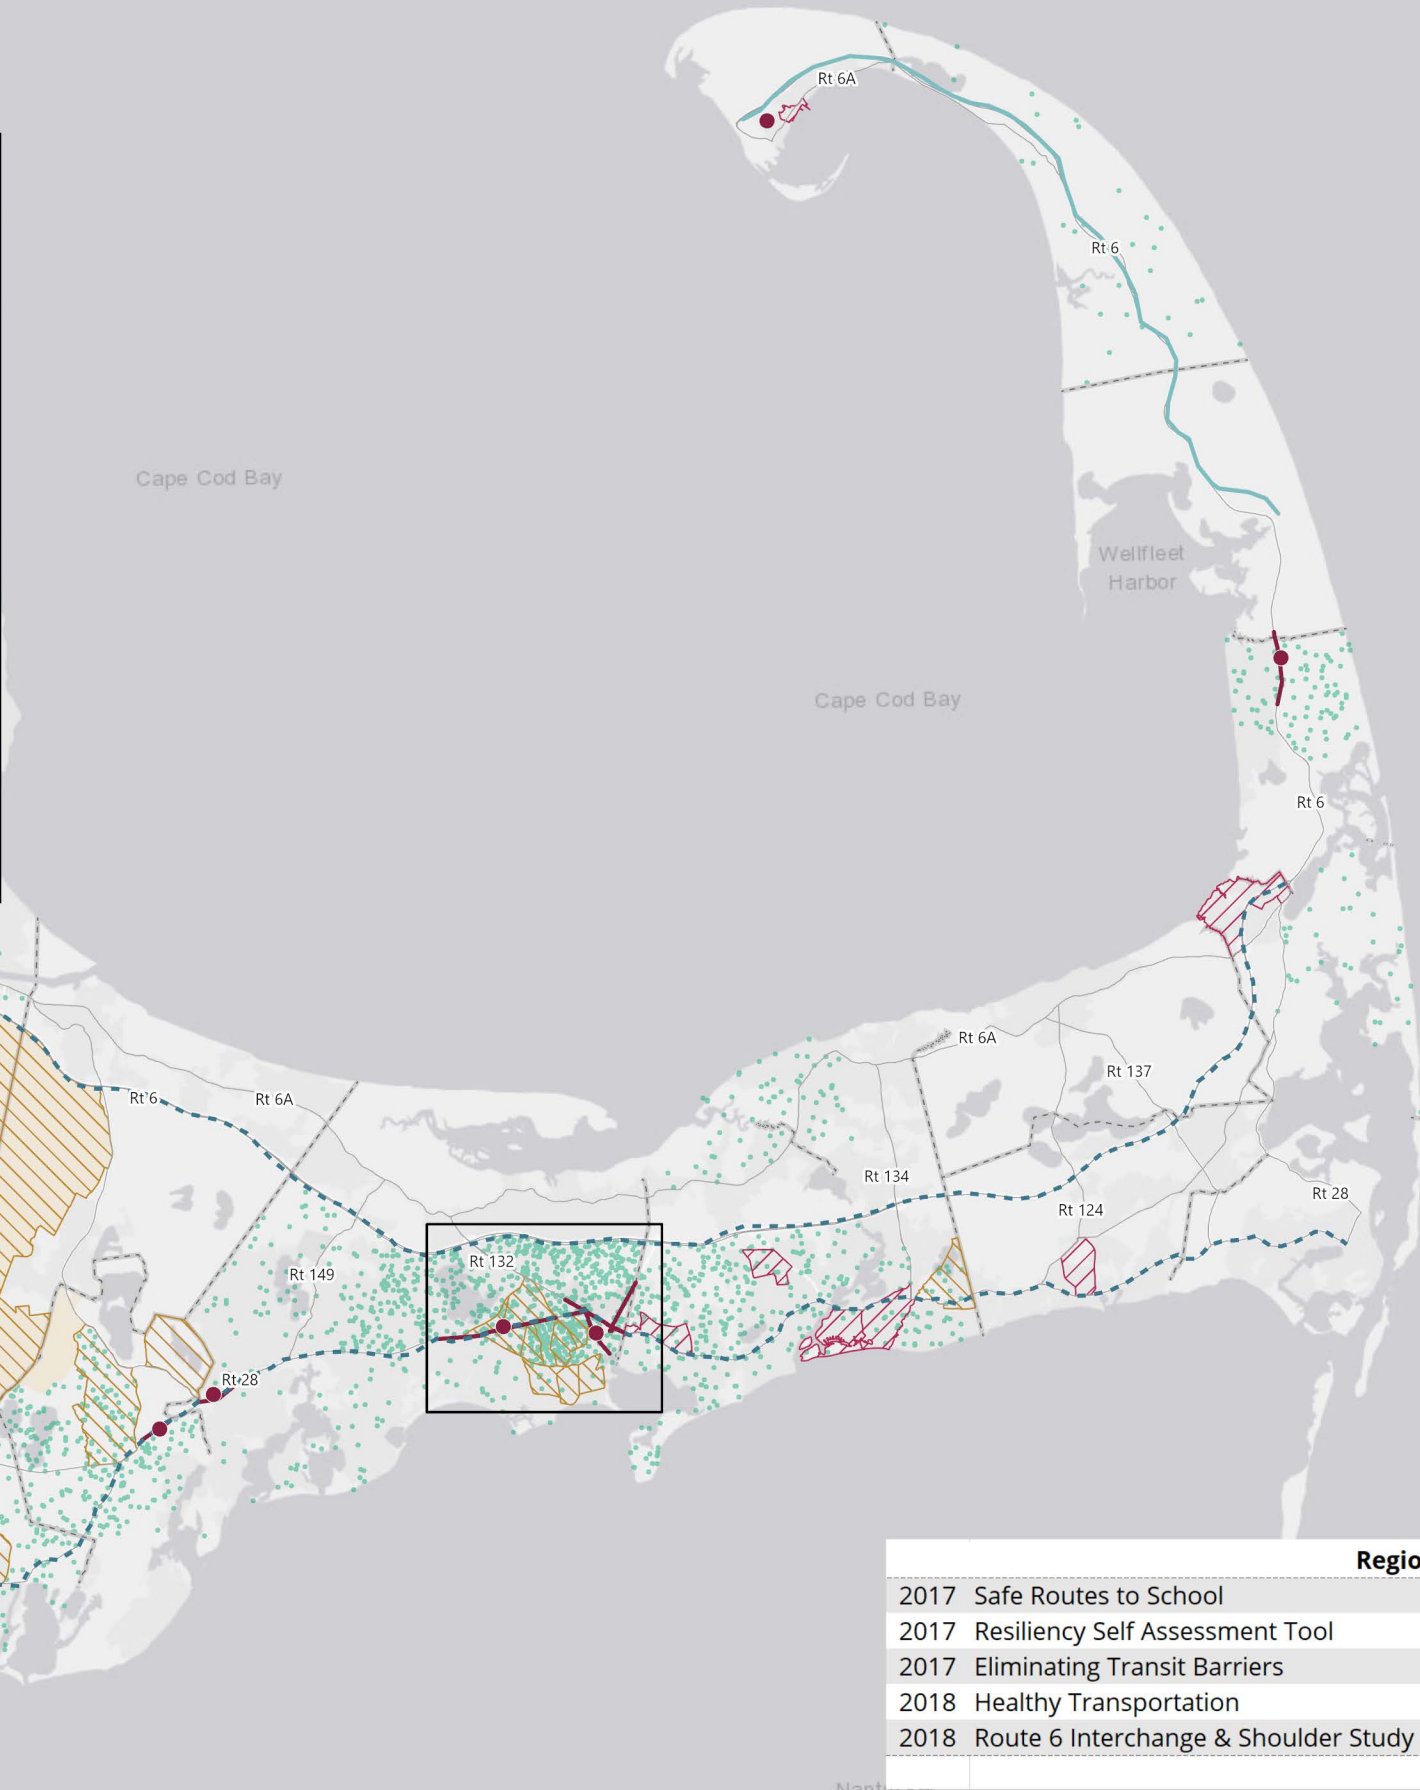 Rt 6A
Rt 6
Cape Cod Bay
Wellfleet
Harbor
Cape Cod Bay
Rt 6
Rt 6A
Rt 137
Rt 6
Rt 6A
Rt 134
Rt 28
Rt 124
Rt 132
Rt 149
Rt 28
2017 Safe Routes to School
2017 Resiliency Self Assessment Tool
2017 Eliminating Transit Barriers
2018 Healthy Transportation
2018 Route 6 Interchange & Shoulder Study